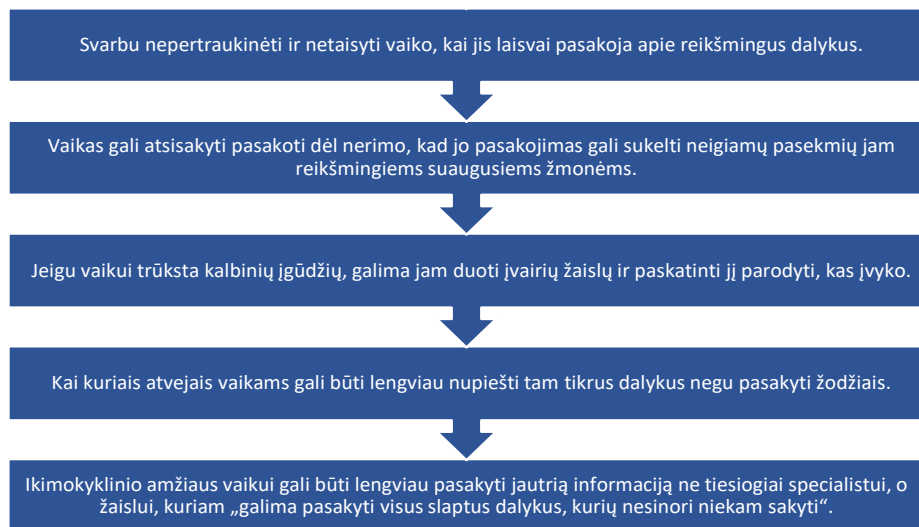 Svarbu nepertraukinėti ir netaisyti vaiko, kai jis laisvai pasakoja apie reikšmingus dalykus.
Vaikas gali atsisakyti pasakoti dėl nerimo, kad jo pasakojimas gali sukelti neigiamų pasekmių jam
reikšmingiems suaugusiems žmonėms.
Jeigu vaikui trūksta kalbinių įgūdžių, galima jam duoti įvairių žaislų ir paskatinti jį parodyti, kas įvyko.
Kai kuriais atvejais vaikams gali būti lengviau nupiešti tam tikrus dalykus negu pasakyti žodžiais.
Ikimokyklinio amžiaus vaikui gali būti lengviau pasakyti jautrią informaciją ne tiesiogiai specialistui, o
žaislui, kuriam „galima pasakyti visus slaptus dalykus, kurių nesinori niekam sakyti“.